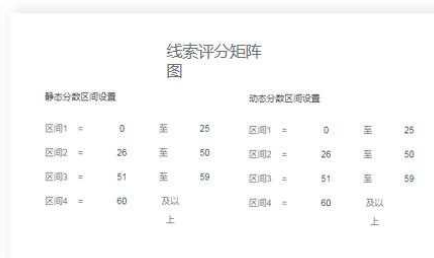 线索评分矩阵
图
静态分数区间设置
区间1 = 0 至 25
区间2 = 26 至 50
区间3 = 51 至 59
区间4 = 60 及以
上
动态分数区间设置
区间1 = 0 至 25
区间2 = 26 至 50
区间3 = 51 至 59
区间4 = 60 及以
上